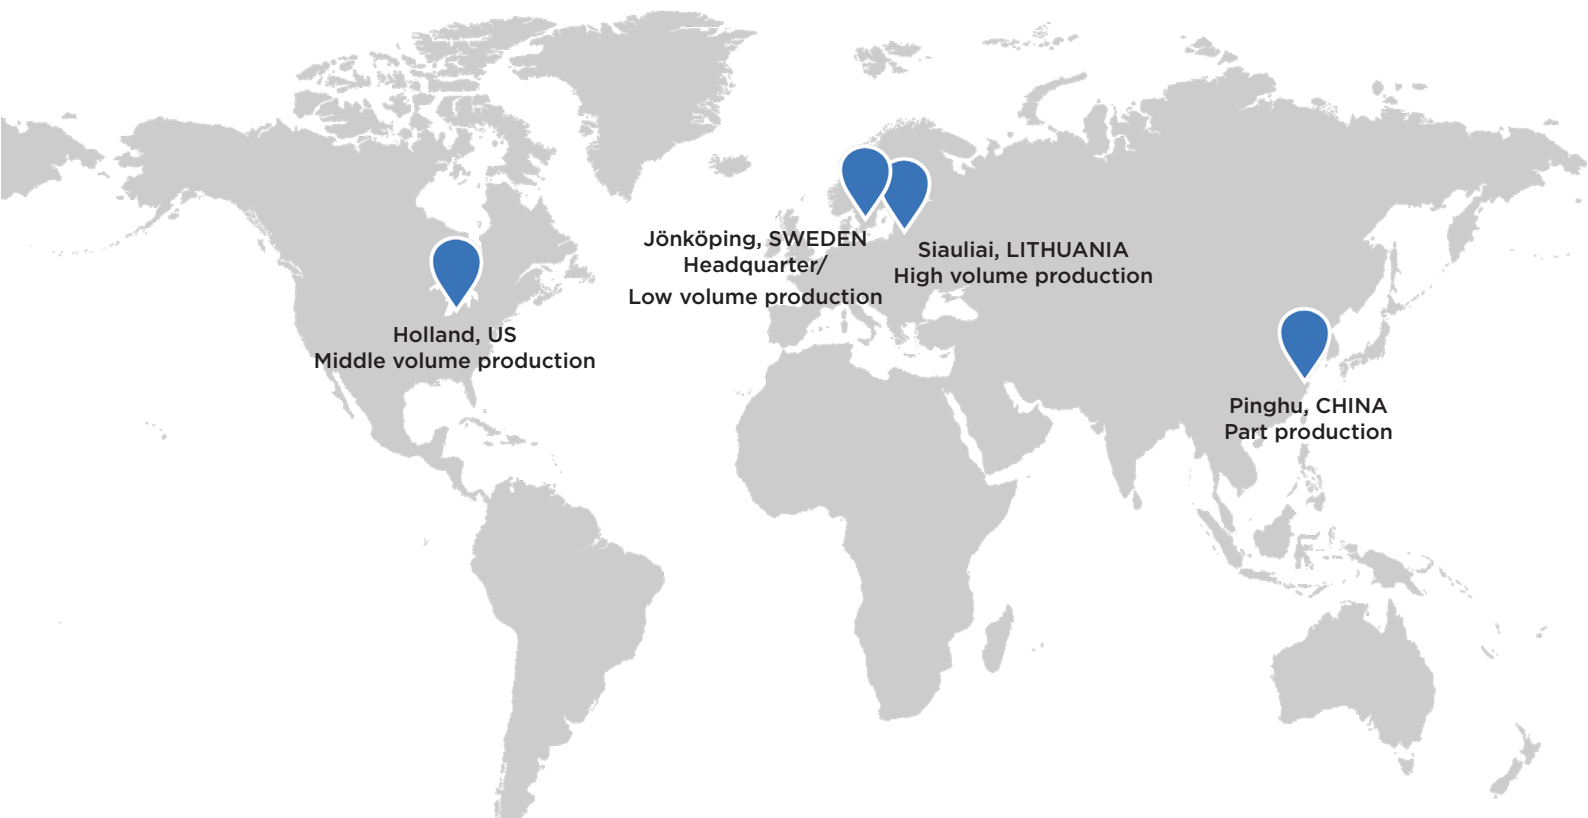 Jönköping, SWEDEN
Headquarter/
Low volume production
Siauliai, LITHUANIA
High volume production
Holland, US
Middle volume production
Pinghu, CHINA
Part production